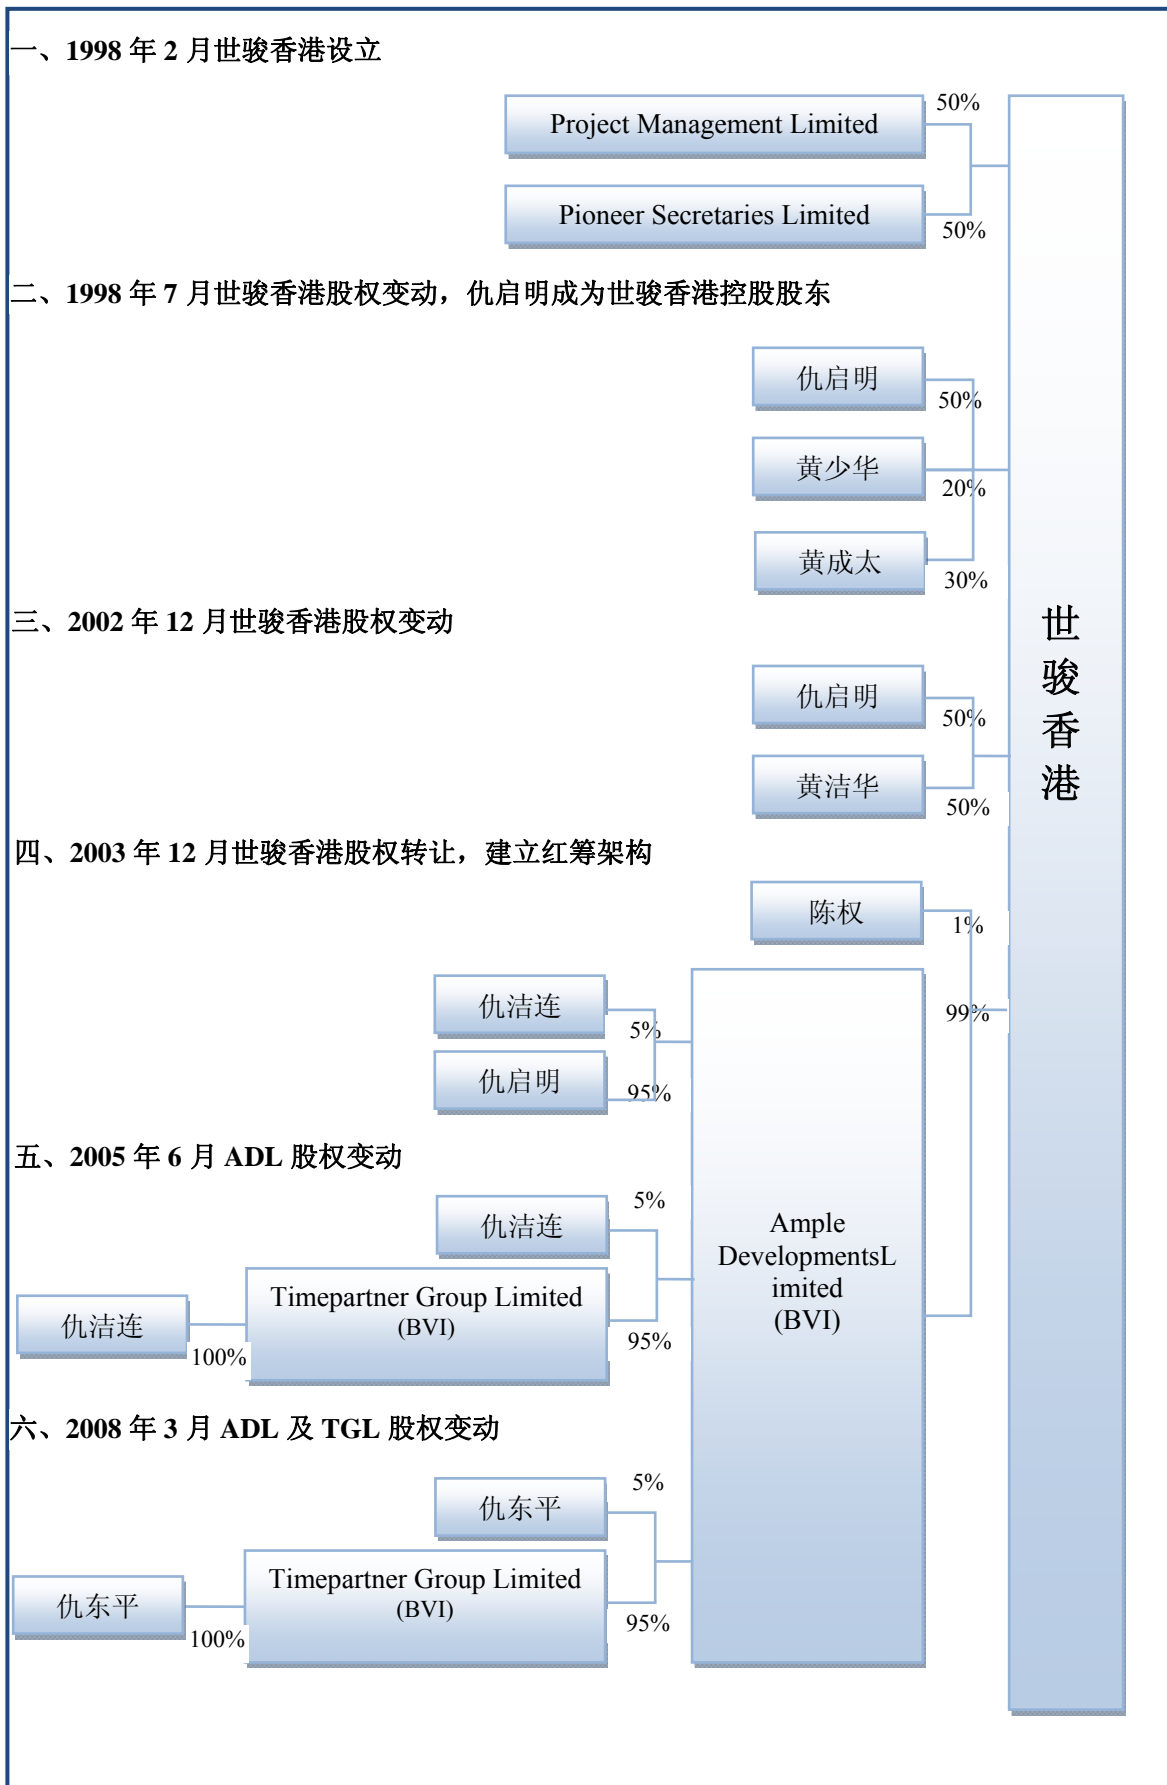 一、1998 年 2 月世骏香港设立
50%
Project Management Limited
Pioneer Secretaries Limited
50%
二、1998 年 7 月世骏香港股权变动，仇启明成为世骏香港控股股东
仇启明
50%
黄少华
20%
黄成太
30%
三、2002 年 12 月世骏香港股权变动
仇启明
50%
黄洁华
50%
世
骏
香
港
四、2003 年 12 月世骏香港股权转让，建立红筹架构
陈权
1%
99%
仇洁连
5%
仇启明
95%
五、2005 年 6 月 ADL 股权变动
仇洁连
5%
Timepartner Group Limited
(BVI)
95%
仇洁连
100%
Ample
DevelopmentsL
imited
(BVI)
六、2008 年 3 月 ADL 及 TGL 股权变动
仇东平
5%
Timepartner Group Limited
(BVI)
95%
仇东平
100%